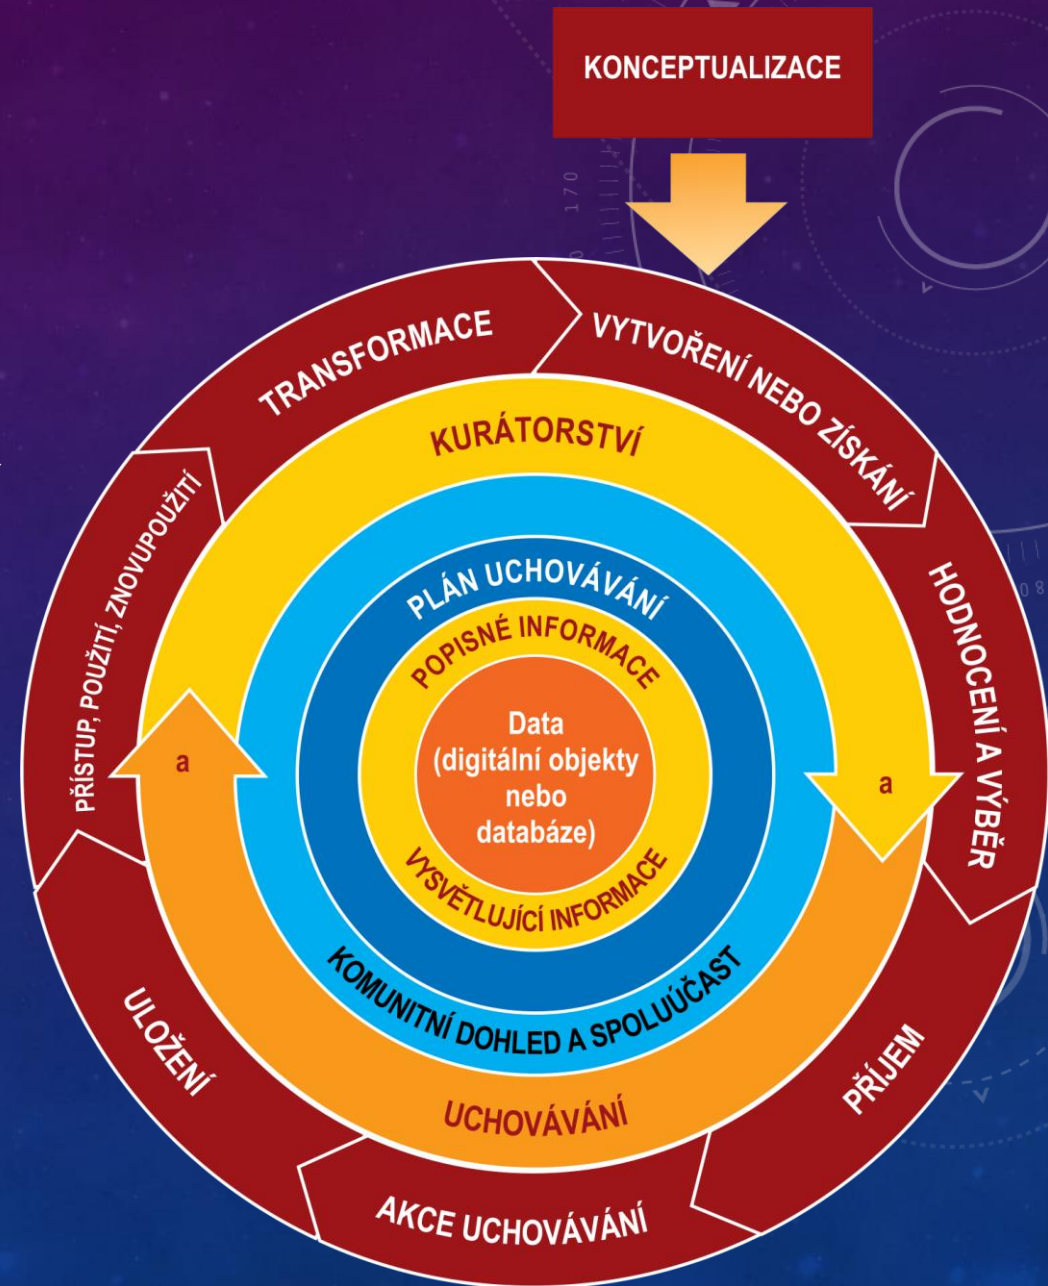 KONCEPTUALIZACE
170
TRANSFORMACE
VYTVOŘENÍ NEBO ZÍSKÁNÍ
HODNOCENÍ A VÝBĚR
PŘÍJEM
AKCE UCHOVÁVÁNÍ
ULOŽENÍ
PŘÍSTUP, POUŽITÍ, ZNOVUPOUŽITÍ
KURÁTORSTVÍ
a
UCHOVÁVÁNÍ
a
PLÁN UCHOVÁVÁNÍ
KOMUNITNÍ DOHLED A SPOLUÚČAST
POPISNÉ INFORMACE
VYSVĚTLUJÍCÍ INFORMACE
Data
(digitální objekty
nebo
databáze)